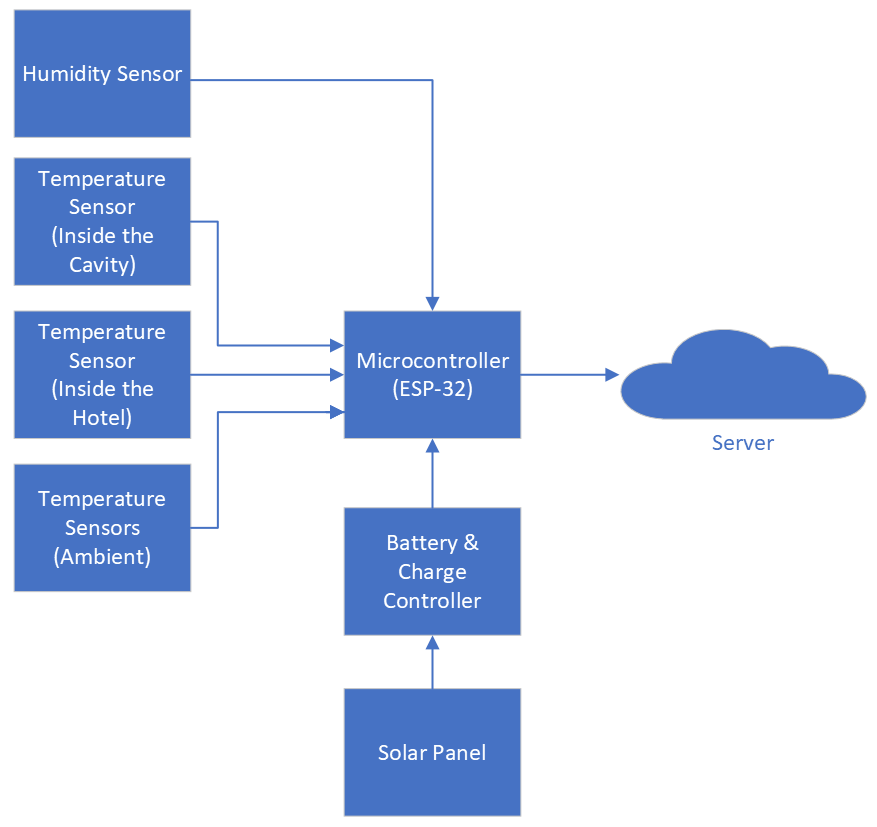 Humidity Sensor
Temperature
Sensor
(Inside the
Cavity)
Temperature
Sensor
(Inside the
Hotel)
Temperature
Sensors
(Ambient)
Microcontroller
(ESP-32)
Server
Battery &
Charge
Controller
Solar Panel